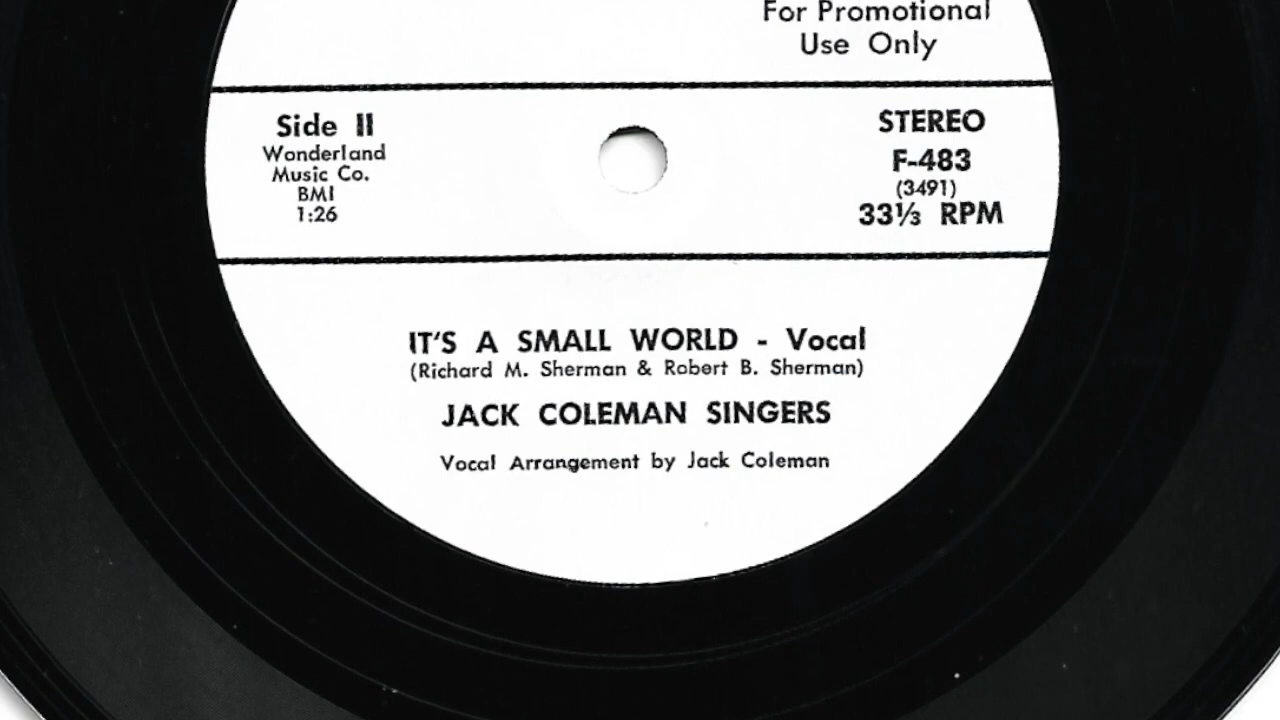 For Promotional
Use Only
Side II
Wonderland
Music Co.
BMI
1:26
STEREO
F-483
(3491)
33⅓ RPM
IT'S A SMALL WORLD - Vocal
(Richard M. Sherman & Robert B. Sherman)
JACK COLEMAN SINGERS
Vocal Arrangement by Jack Coleman